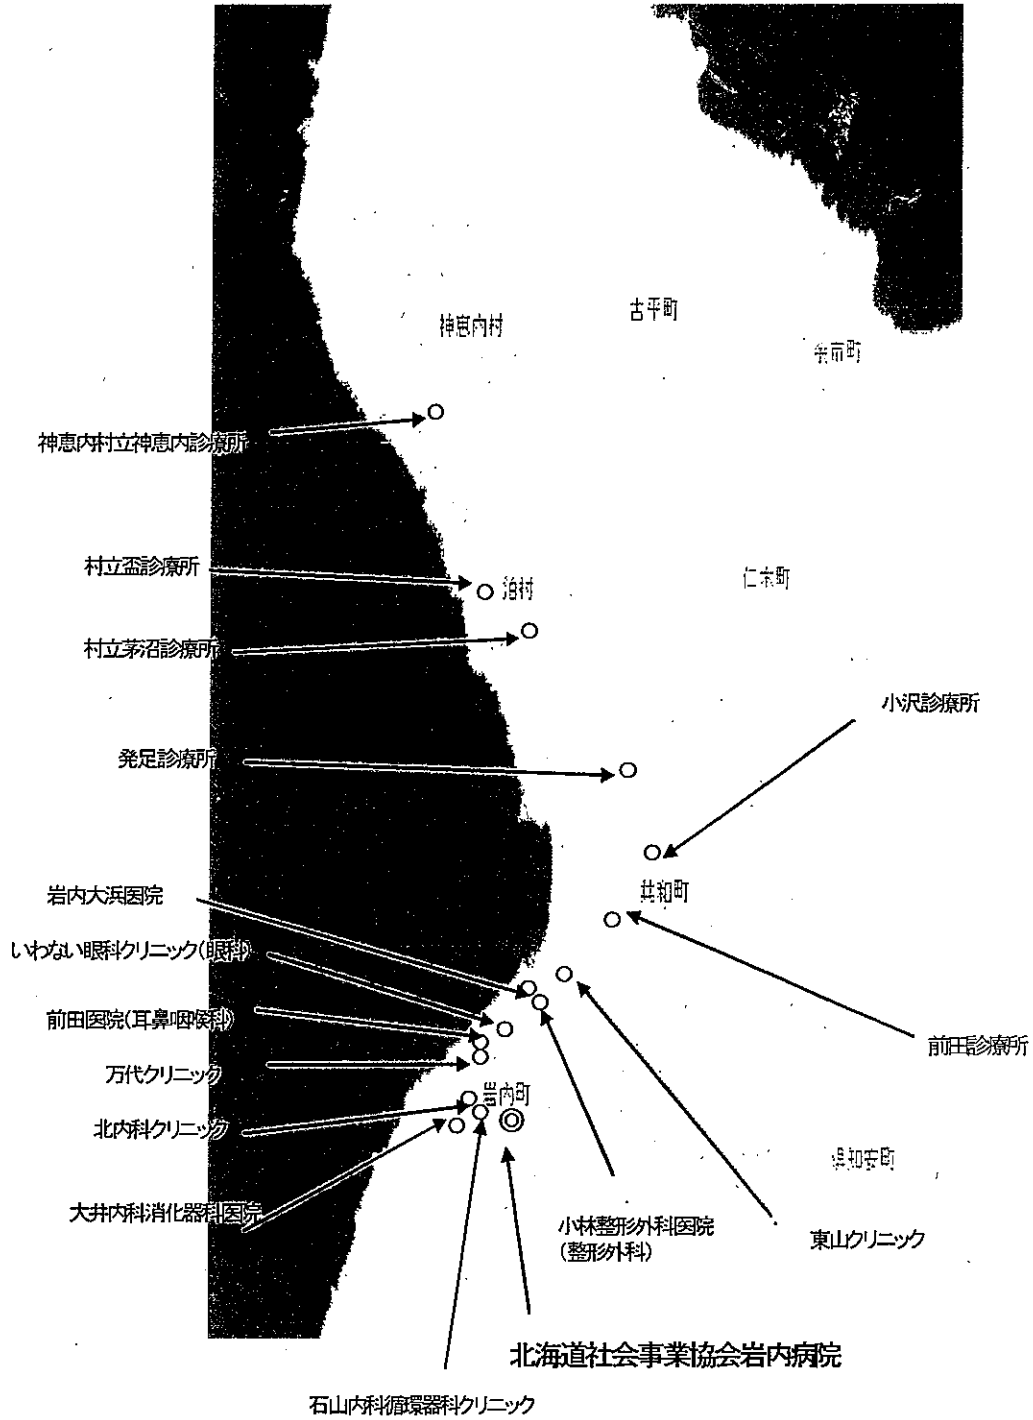 古平町
神恵内村
余市町
神恵内村立神恵内診療所
村立盃診療所
泊村
仁木町
村立茅沼診療所
小沢診療所
発足診療所
共和町
岩内大浜医院
いわない眼科クリニック(眼科)
前田医院(耳鼻咽喉科)
前田診療所
万代クリニック
岩内町
北内科クリニック
倶知安町
大井内科消化器科医院
小林整形外科医院
(整形外科)
東山クリニック
北海道社会事業協会岩内病院
石山内科循環器科クリニック